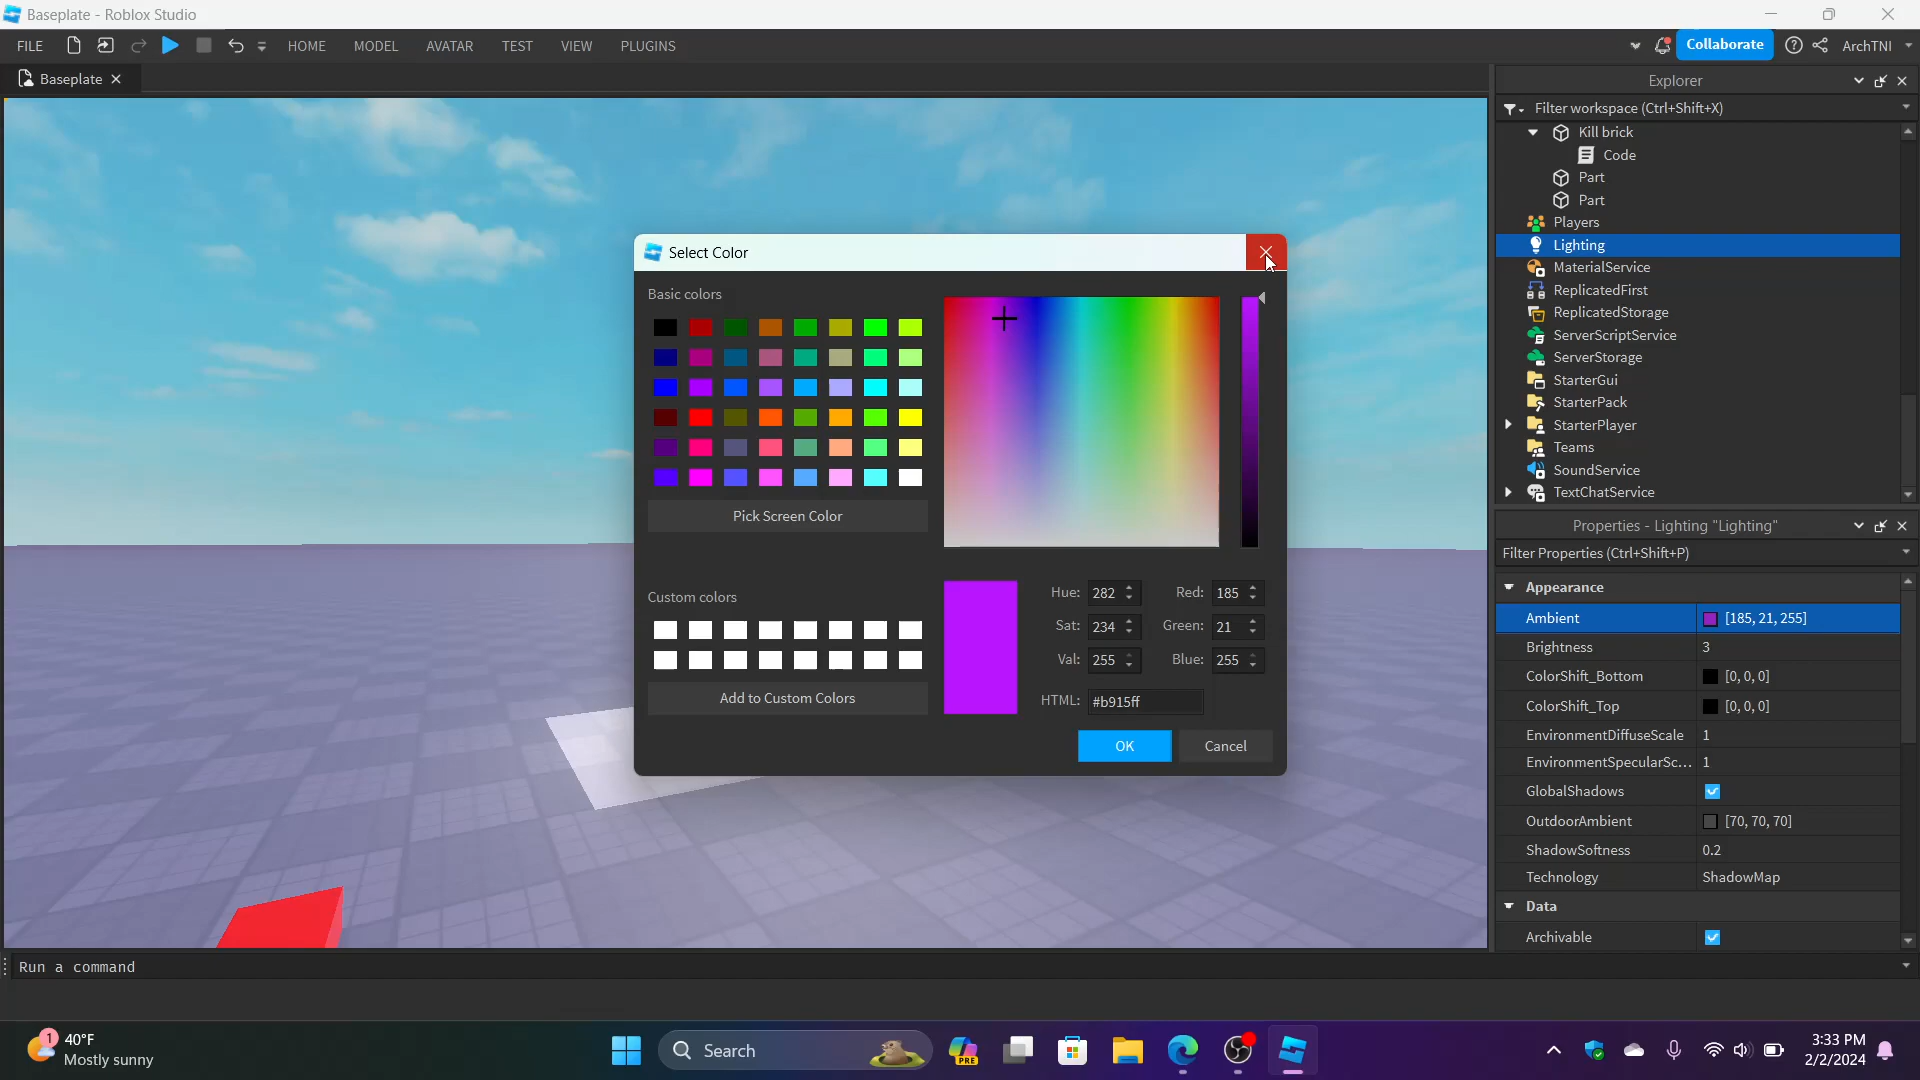 Baseplate - Roblox Studio
FILE HOME MODEL AVATAR TEST VIEW PLUGINS Collaborate ArchTNI
Baseplate
Explorer
Filter workspace (Ctrl+Shift+X)
Kill brick
Code
Part
Part
Players
Lighting
MaterialService
ReplicatedFirst
ReplicatedStorage
ServerScriptService
ServerStorage
StarterGui
StarterPack
StarterPlayer
Teams
SoundService
TextChatService
Select Color
Basic colors
Pick Screen Color
Custom colors
Add to Custom Colors
Hue: 282 Red: 185
Sat: 234 Green: 21
Val: 255 Blue: 255
HTML: #b915ff
OK Cancel
Properties - Lighting "Lighting"
Filter Properties (Ctrl+Shift+P)
Appearance
Ambient [185, 21, 255]
Brightness 3
ColorShift_Bottom [0, 0, 0]
ColorShift_Top [0, 0, 0]
EnvironmentDiffuseScale 1
EnvironmentSpecularSc... 1
GlobalShadows
OutdoorAmbient [70, 70, 70]
ShadowSoftness 0.2
Technology ShadowMap
Data
Archivable
Run a command
1 40°F
Mostly sunny
Search
PRE
3:33 PM
2/2/2024